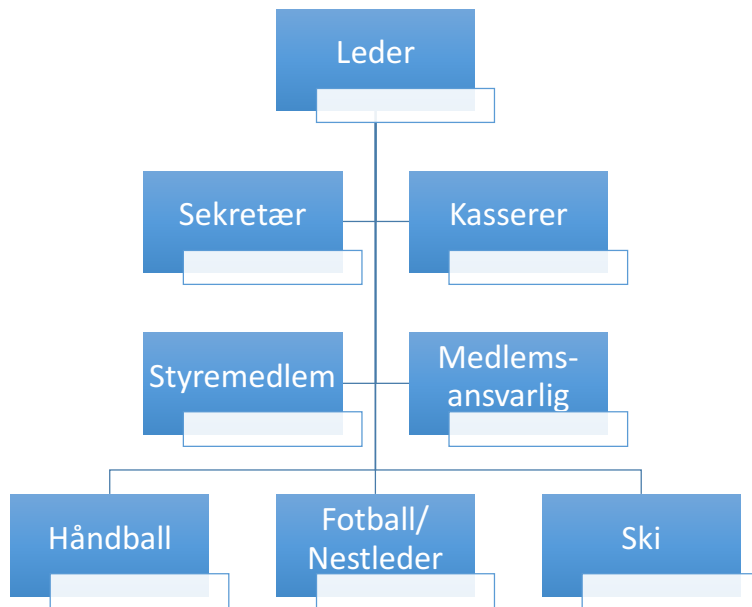 Leder
Sekretær
Kasserer
Styremedlem
Medlems-
ansvarlig
Håndball
Fotball/
Nestleder
Ski